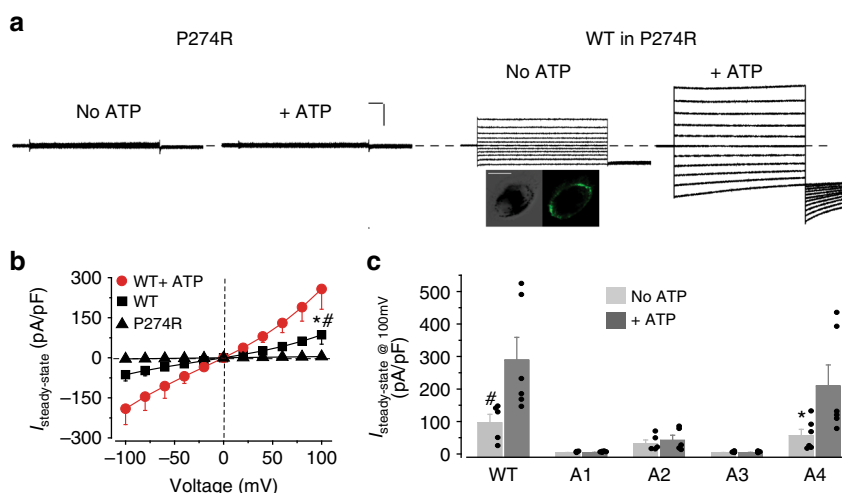 a
P274R
WT in P274R
No ATP
+ ATP
No ATP
+ ATP
b
300
150
0
−150
−300
I steady-state (pA/pF)
WT+ ATP
WT
P274R
*#
−100 −50 0 50 100
Voltage (mV)
c
500
400
300
200
100
0
I steady-state @ 100mV
(pA/pF)
No ATP
+ ATP
#
*
WT A1 A2 A3 A4